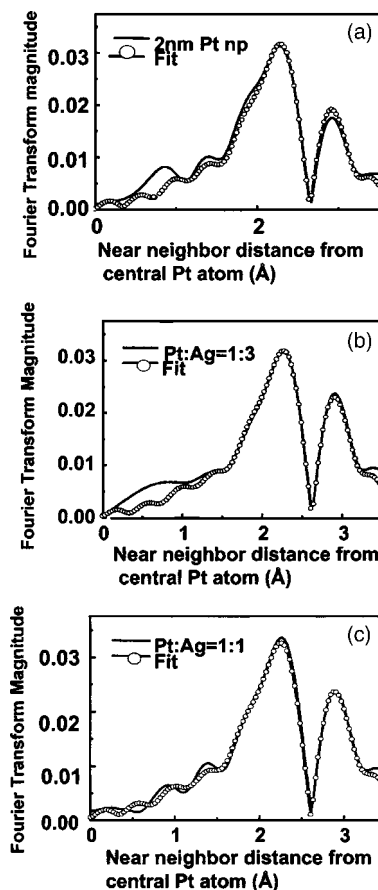 (a)
2nm Pt np
Fit
Fourier Transform magnitude
0.03
0.02
0.01
0.00
0 2
Near neighbor distance from
central Pt atom (Å)
(b)
Pt:Ag=1:3
Fit
Fourier Transform Magnitude
0.03
0.02
0.01
0.00
0 1 2 3
Near neighbor distance from
central Pt atom (Å)
(c)
Pt:Ag=1:1
Fit
Fourier Transform Magnitude
0.03
0.02
0.01
0.00
0 1 2 3
Near neighbor distance from
central Pt atom (Å)